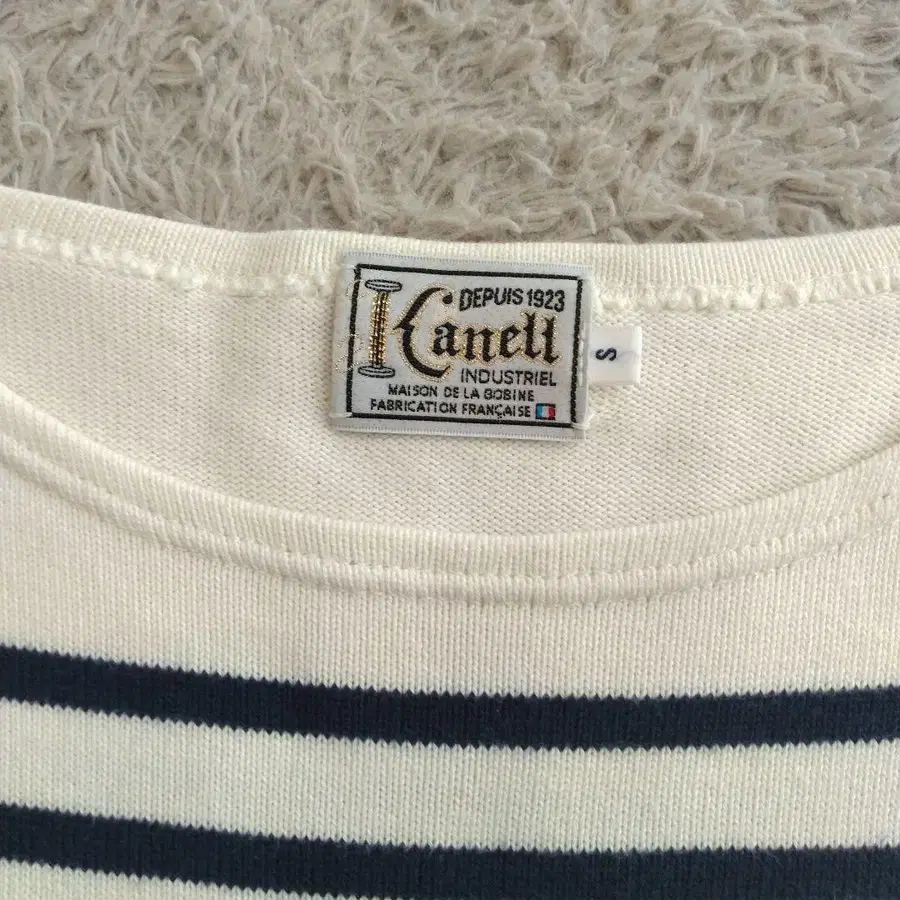 DEPUIS 1923
Kanell
INDUSTRIEL
MAISON DE LA BOBINE
FABRICATION FRANÇAISE
S